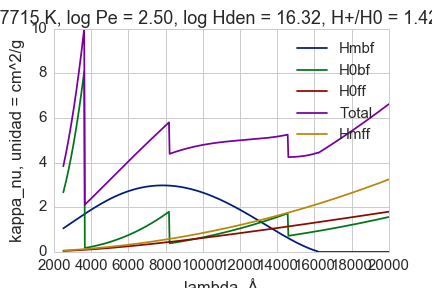 7715 K, log Pe = 2.50, log Hden = 16.32, H+/H0 = 1.42
10
8
6
4
2
0
kappa_nu, unidad = cm^2/g
Hmbf
H0bf
H0ff
Total
Hmff
2000 4000 6000 8000 10000 12000 14000 16000 18000 20000
lambda, Å